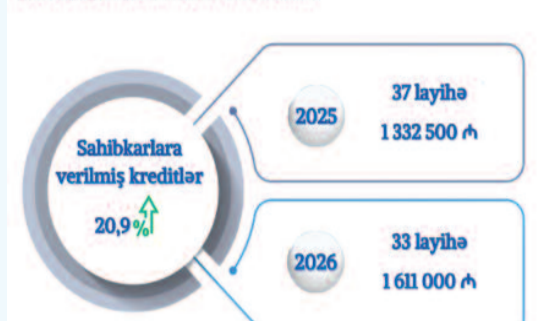 Sahibkarlara
verilmiş kreditlər
20,9%
2025
37 layihə
1 332 500 ₼
2026
33 layihə
1 611 000 ₼